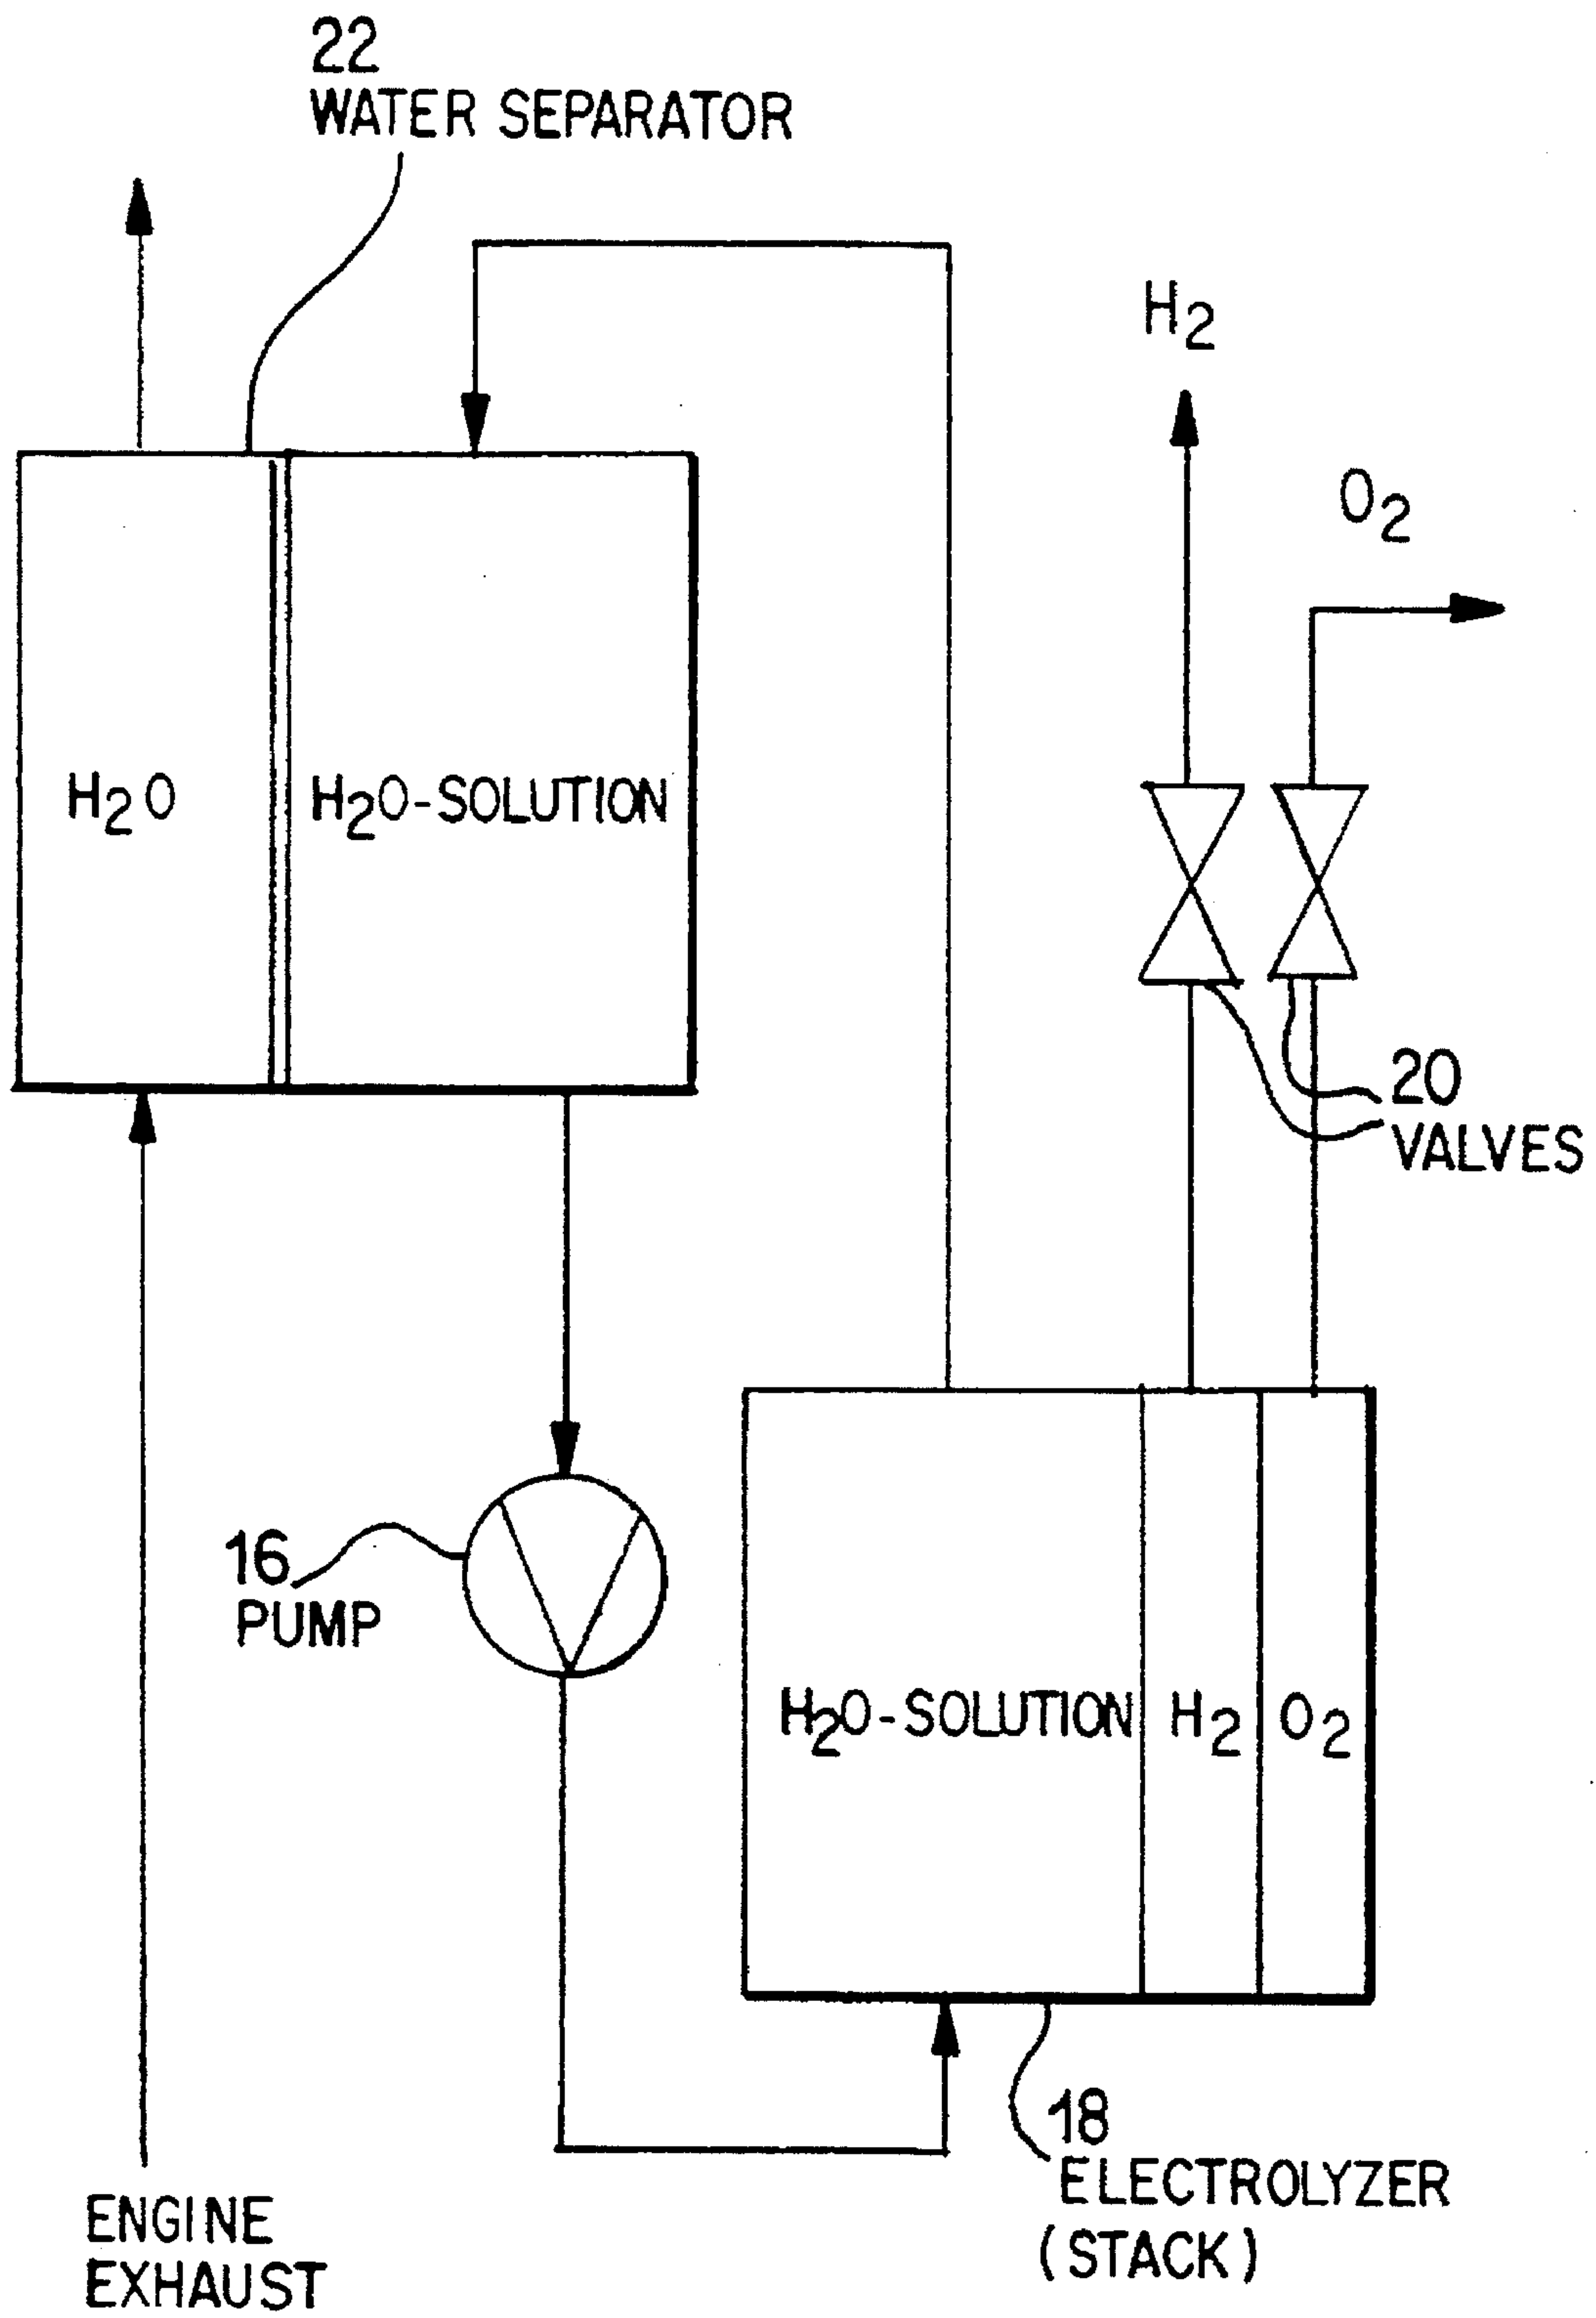 22
WATER SEPARATOR
H2
O2
H2O
H2O-SOLUTION
20
VALVES
16
PUMP
H2O-SOLUTION
H2
O2
18
ELECTROLYZER
(STACK)
ENGINE
EXHAUST